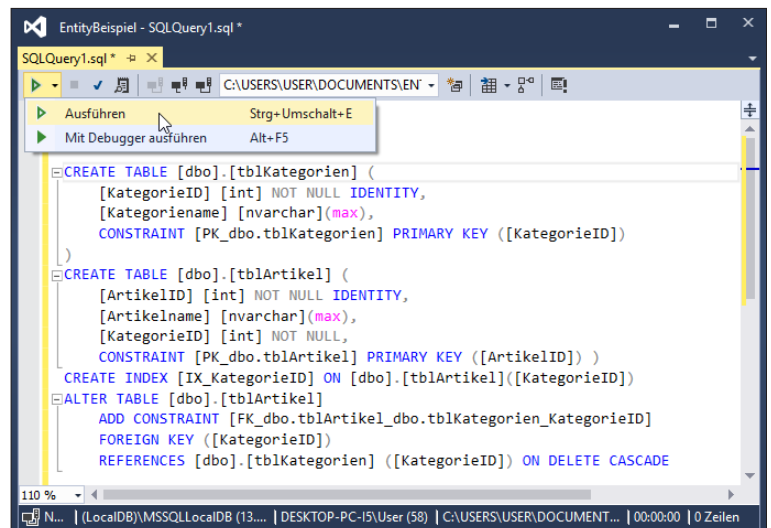 EntityBeispiel - SQLQuery1.sql *
SQLQuery1.sql *
C:\USERS\USER\DOCUMENTS\EN
Ausführen Strg+Umschalt+E
Mit Debugger ausführen Alt+F5
CREATE TABLE [dbo].[tblKategorien] (
[KategorieID] [int] NOT NULL IDENTITY,
[Kategoriename] [nvarchar](max),
CONSTRAINT [PK_dbo.tblKategorien] PRIMARY KEY ([KategorieID])
)
CREATE TABLE [dbo].[tblArtikel] (
[ArtikelID] [int] NOT NULL IDENTITY,
[Artikelname] [nvarchar](max),
[KategorieID] [int] NOT NULL,
CONSTRAINT [PK_dbo.tblArtikel] PRIMARY KEY ([ArtikelID]) )
CREATE INDEX [IX_KategorieID] ON [dbo].[tblArtikel]([KategorieID])
ALTER TABLE [dbo].[tblArtikel]
ADD CONSTRAINT [FK_dbo.tblArtikel_dbo.tblKategorien_KategorieID]
FOREIGN KEY ([KategorieID])
REFERENCES [dbo].[tblKategorien] ([KategorieID]) ON DELETE CASCADE
110 %
N... | (LocalDB)\MSSQLLocalDB (13.... | DESKTOP-PC-I5\User (58) | C:\USERS\USER\DOCUMENT... | 00:00:00 | 0 Zeilen